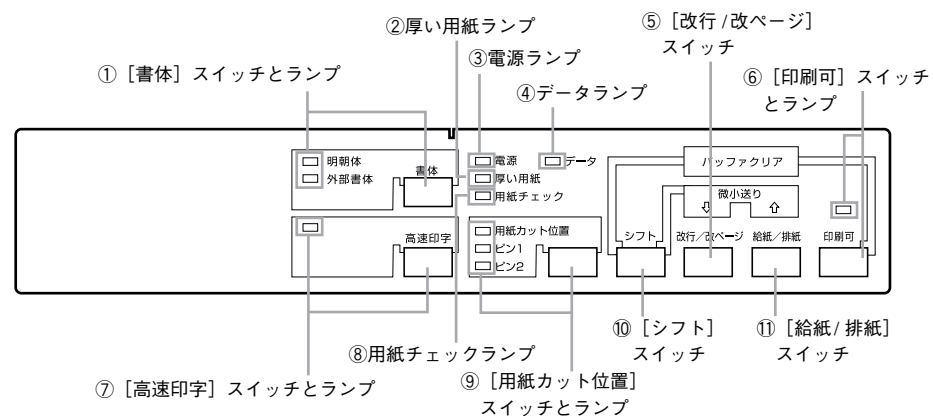 ②厚い用紙ランプ
⑤［改行/改ページ］
スイッチ
③電源ランプ
①［書体］スイッチとランプ
④データランプ
⑥［印刷可］スイッチ
とランプ
明朝体
外部書体
書体
電源
データ
厚い用紙
用紙チェック
バッファクリア
微小送り
⇩ ⇧
高速印字
用紙カット位置
ピン1
ピン2
シフト
改行／改ページ
給紙／排紙
印刷可
⑩［シフト］
スイッチ
⑪［給紙/排紙］
スイッチ
⑧用紙チェックランプ
⑦［高速印字］スイッチとランプ
⑨［用紙カット位置］
スイッチとランプ